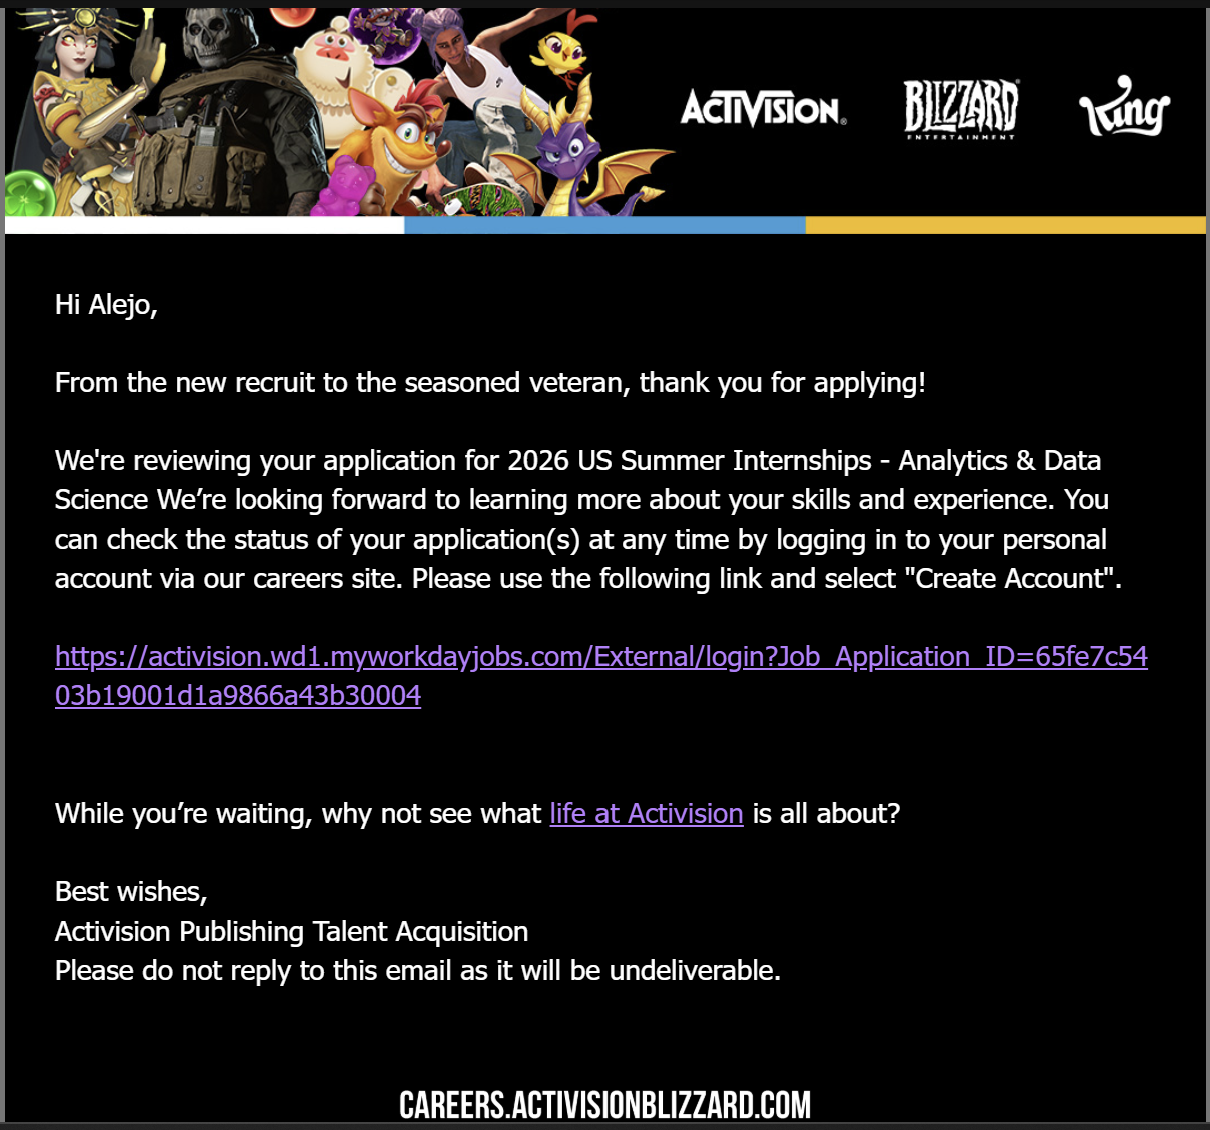 ACTIVISION®
BLIZZARD®
ENTERTAINMENT
King
Hi Alejo,
From the new recruit to the seasoned veteran, thank you for applying!
We're reviewing your application for 2026 US Summer Internships - Analytics & Data
Science We’re looking forward to learning more about your skills and experience. You
can check the status of your application(s) at any time by logging in to your personal
account via our careers site. Please use the following link and select "Create Account".
https://activision.wd1.myworkdayjobs.com/External/login?Job_Application_ID=65fe7c54
03b19001d1a9866a43b30004
While you’re waiting, why not see what life at Activision is all about?
Best wishes,
Activision Publishing Talent Acquisition
Please do not reply to this email as it will be undeliverable.
CAREERS.ACTIVISIONBLIZZARD.COM